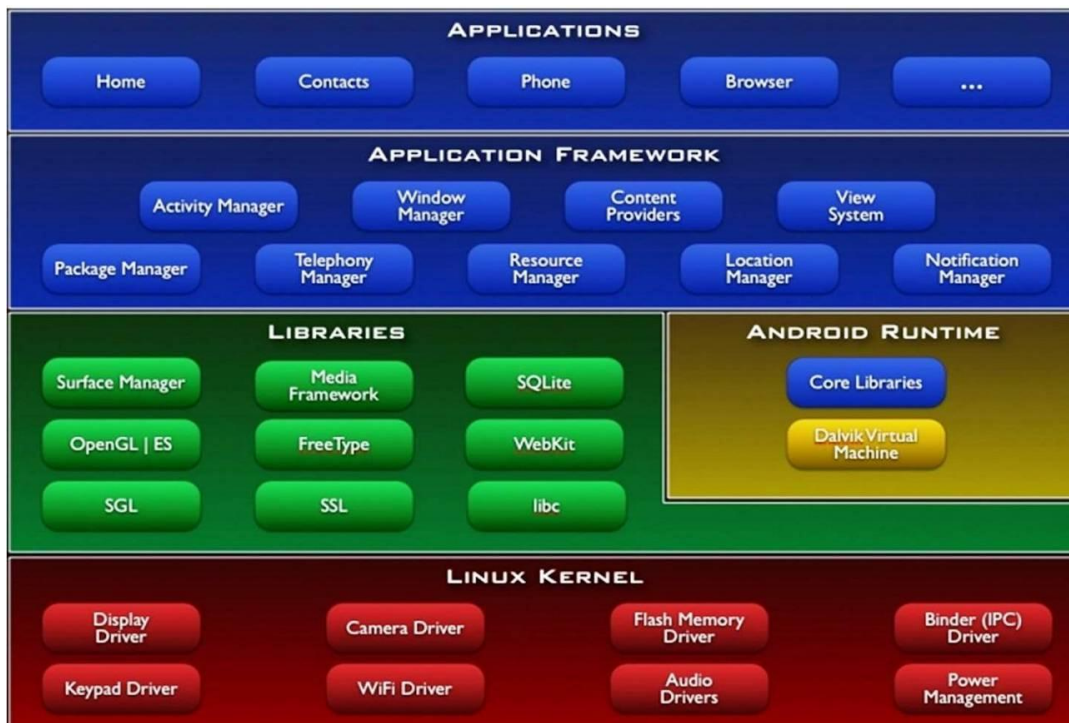 APPLICATIONS
Home
Contacts
Phone
Browser
...
APPLICATION FRAMEWORK
Activity Manager
Window
Manager
Content
Providers
View
System
Package Manager
Telephony
Manager
Resource
Manager
Location
Manager
Notification
Manager
LIBRARIES
Surface Manager
Media
Framework
SQLite
OpenGL | ES
FreeType
WebKit
SGL
SSL
libc
ANDROID RUNTIME
Core Libraries
Dalvik Virtual
Machine
LINUX KERNEL
Display
Driver
Camera Driver
Flash Memory
Driver
Binder (IPC)
Driver
Keypad Driver
WiFi Driver
Audio
Drivers
Power
Management